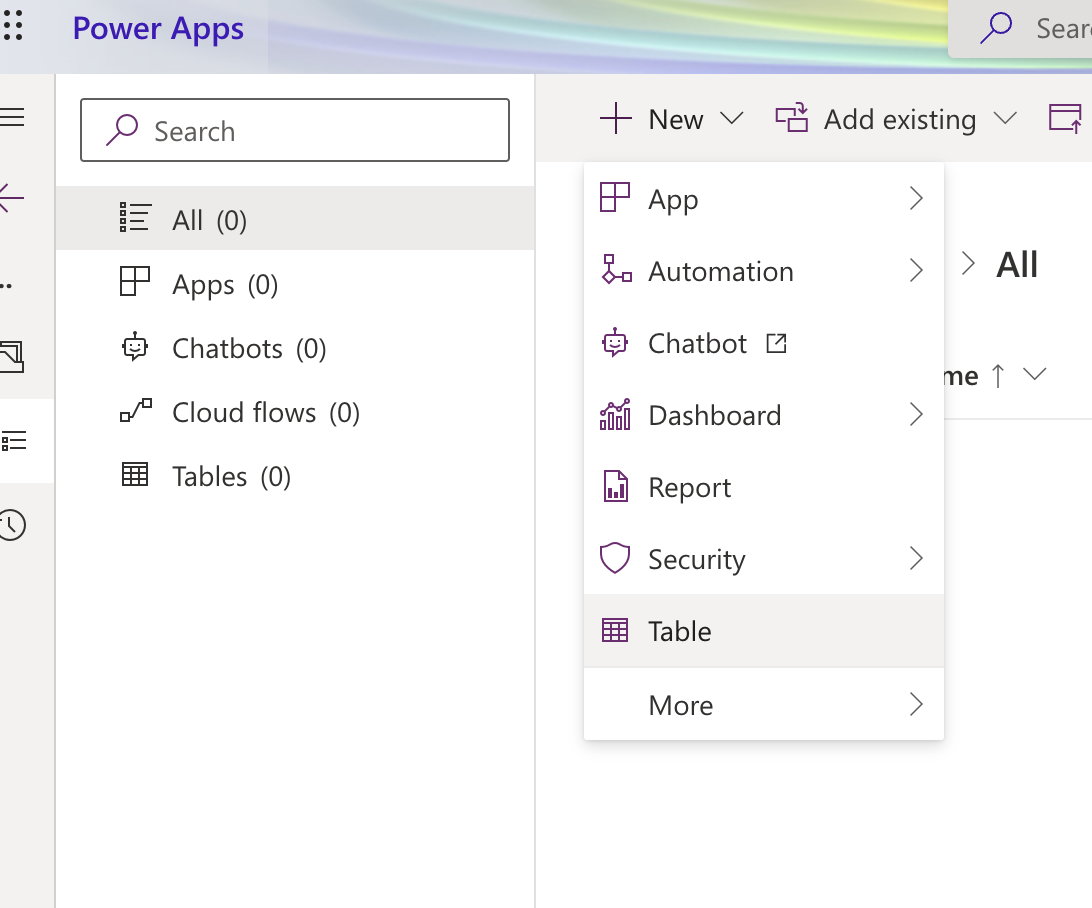 Power Apps
Sear
Search
New
Add existing
All (0)
Apps (0)
Chatbots (0)
Cloud flows (0)
Tables (0)
App
Automation
Chatbot
Dashboard
Report
Security
Table
More
All
me ↑